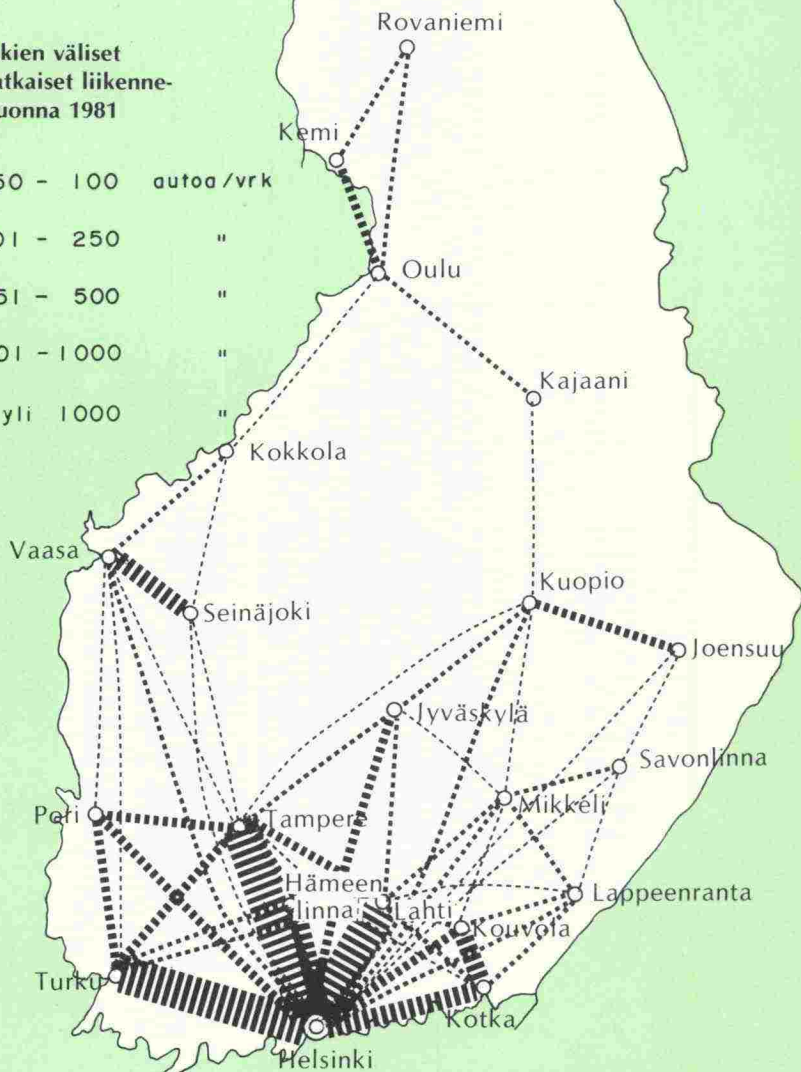 kien väliset
atkaiset liikenne-
uonna 1981
50 - 100 autoa/vrk
01 - 250 "
51 - 500 "
01 - 1000 "
yli 1000 "
Rovaniemi
Kemi
Oulu
Kajaani
Kokkola
Vaasa
Seinäjoki
Kuopio
Joensuu
Jyväskylä
Savonlinna
Mikkeli
Pori
Tampere
Hämeen
linna
Lahti
Lappeenranta
Kouvola
Turku
Kotka
Helsinki